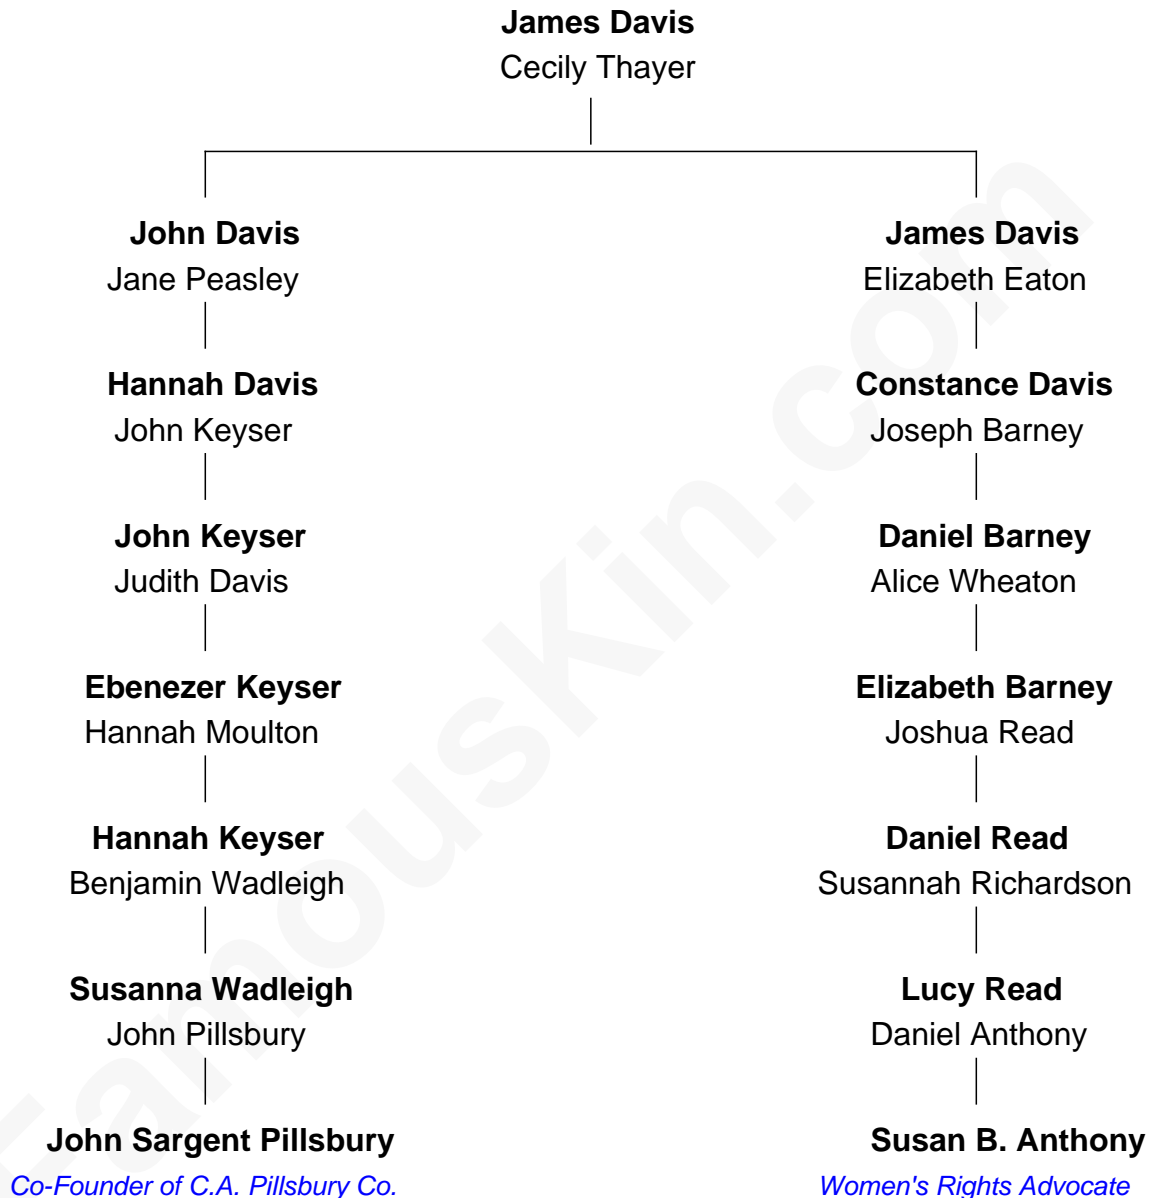 James Davis
Cecily Thayer
John Davis
Jane Peasley
James Davis
Elizabeth Eaton
Hannah Davis
John Keyser
Constance Davis
Joseph Barney
John Keyser
Judith Davis
Daniel Barney
Alice Wheaton
Ebenezer Keyser
Hannah Moulton
Elizabeth Barney
Joshua Read
Hannah Keyser
Benjamin Wadleigh
Daniel Read
Susannah Richardson
Susanna Wadleigh
John Pillsbury
Lucy Read
Daniel Anthony
John Sargent Pillsbury
Co-Founder of C.A. Pillsbury Co.
Susan B. Anthony
Women's Rights Advocate
FamousKin.com